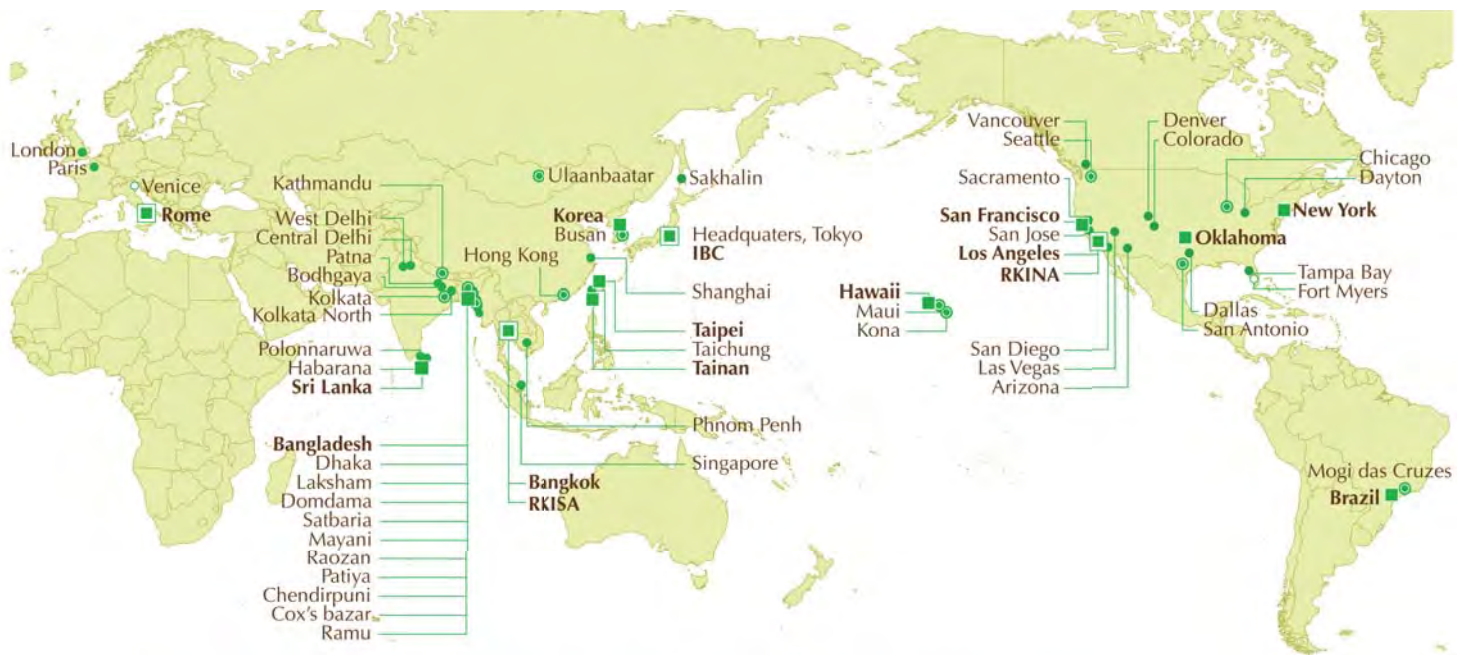 London
Paris
Venice
Rome
Kathmandu
West Delhi
Central Delhi
Patna
Bodhgaya
Kolkata
Kolkata North
Polonnaruwa
Habarana
Sri Lanka
Bangladesh
Dhaka
Laksham
Domdama
Satbaria
Mayani
Raozan
Patiya
Chendirpuni
Cox's bazar
Ramu
Ulaanbaatar
Sakhalin
Korea
Busan
Headquaters, Tokyo
IBC
Hong Kong
Shanghai
Taipei
Taichung
Tainan
Phnom Penh
Singapore
Bangkok
RKISA
Hawaii
Maui
Kona
Vancouver
Seattle
Sacramento
San Francisco
San Jose
Los Angeles
RKINA
San Diego
Las Vegas
Arizona
Denver
Colorado
Chicago
Dayton
New York
Oklahoma
Tampa Bay
Fort Myers
Dallas
San Antonio
Mogi das Cruzes
Brazil